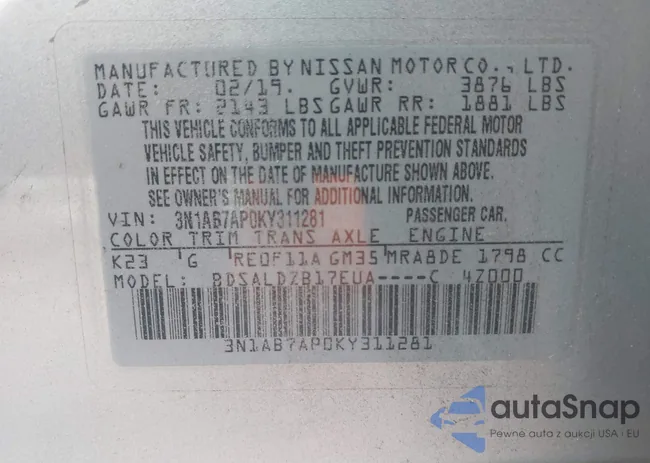 MANUFACTURED BY NISSAN MOTOR CO., LTD.
DATE: 02/19. GVWR: 3876 LBS
GAWR FR: 2143 LBS GAWR RR: 1881 LBS
THIS VEHICLE CONFORMS TO ALL APPLICABLE FEDERAL MOTOR
VEHICLE SAFETY, BUMPER AND THEFT PREVENTION STANDARDS
IN EFFECT ON THE DATE OF MANUFACTURE SHOWN ABOVE.
SEE OWNER'S MANUAL FOR ADDITIONAL INFORMATION.
VIN: 3N1AB7AP0KY311281 PASSENGER CAR.
COLOR TRIM TRANS AXLE ENGINE
K23 G RE0F11A GM35 MRA8DE 1798 CC
MODEL: BDSALDZB17EUA----C 4Z000
3N1AB7AP0KY311281
autoSnap
Pewne auta z aukcji USA i EU